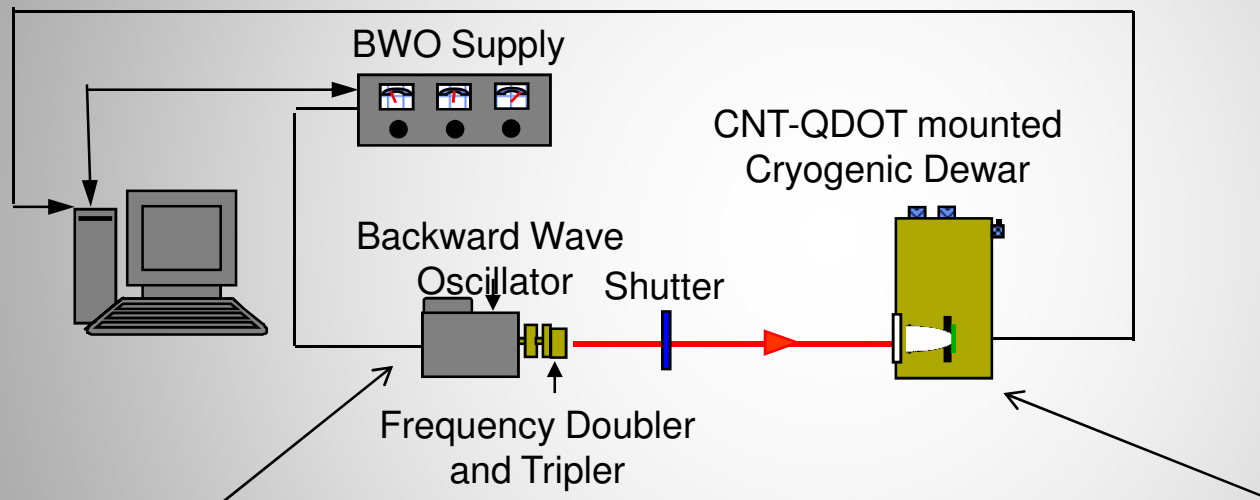 BWO Supply
CNT-QDOT mounted
Cryogenic Dewar
Backward Wave
Oscillator
Shutter
Frequency Doubler
and Tripler